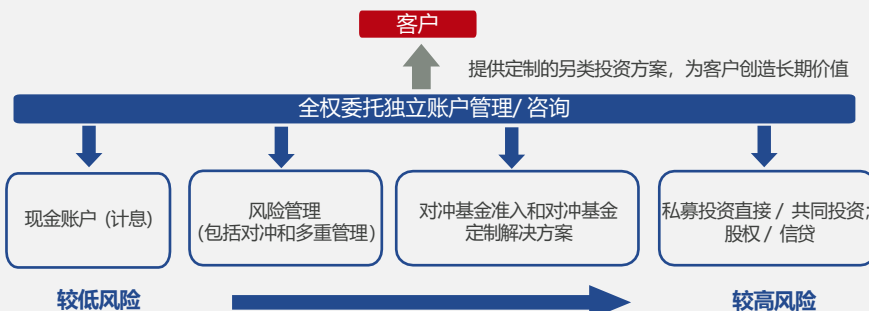 客户
提供定制的另类投资方案，为客户创造长期价值
全权委托独立账户管理/ 咨询
现金账户 (计息)
风险管理
(包括对冲和多重管理)
对冲基金准入和对冲基金
定制解决方案
私募投资直接 / 共同投资;
股权 / 信贷
较低风险
较高风险